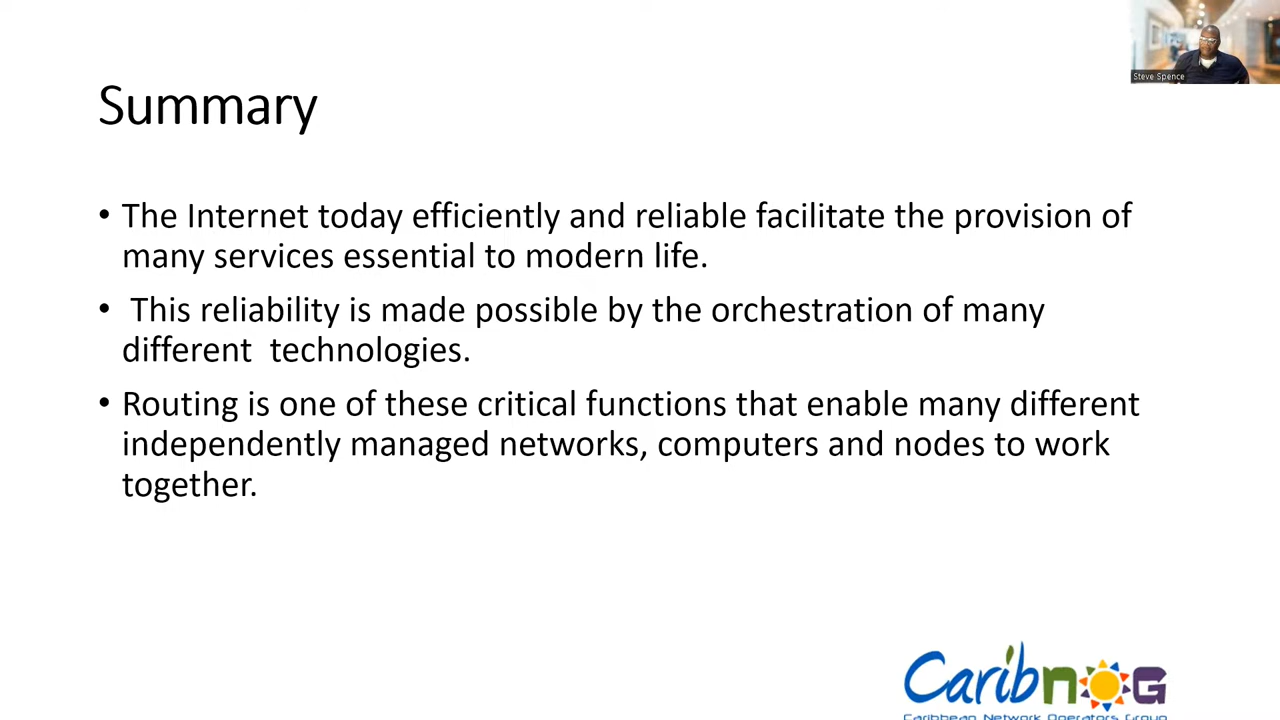 Steve Spence
Summary
• The Internet today efficiently and reliable facilitate the provision of
many services essential to modern life.
• This reliability is made possible by the orchestration of many
different technologies.
• Routing is one of these critical functions that enable many different
independently managed networks, computers and nodes to work
together.
CaribNOG
Caribbean Network Operators Group